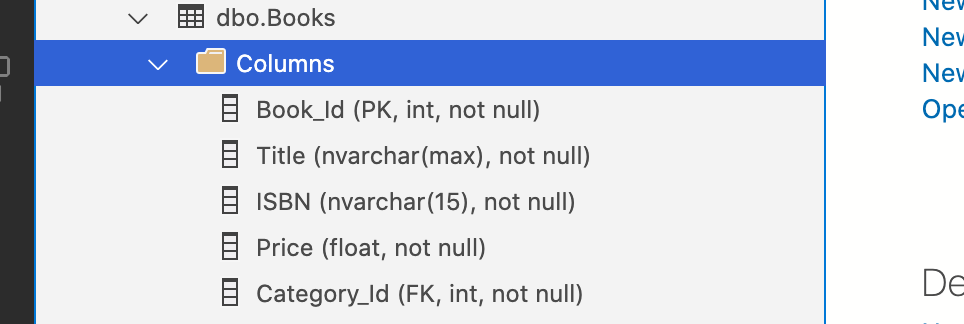 dbo.Books
Columns
Book_Id (PK, int, not null)
Title (nvarchar(max), not null)
ISBN (nvarchar(15), not null)
Price (float, not null)
Category_Id (FK, int, not null)
New
New
New
Ope
De